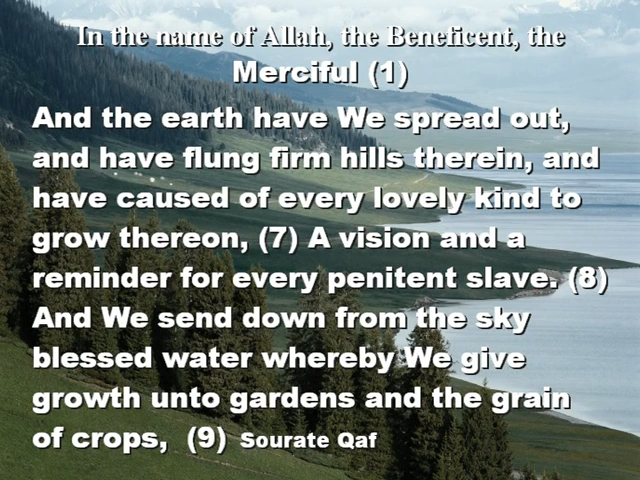 In the name of Allah, the Beneficent, the
Merciful (1)
And the earth have We spread out,
and have flung firm hills therein, and
have caused of every lovely kind to
grow thereon, (7) A vision and a
reminder for every penitent slave. (8)
And We send down from the sky
blessed water whereby We give
growth unto gardens and the grain
of crops, (9) Sourate Qaf